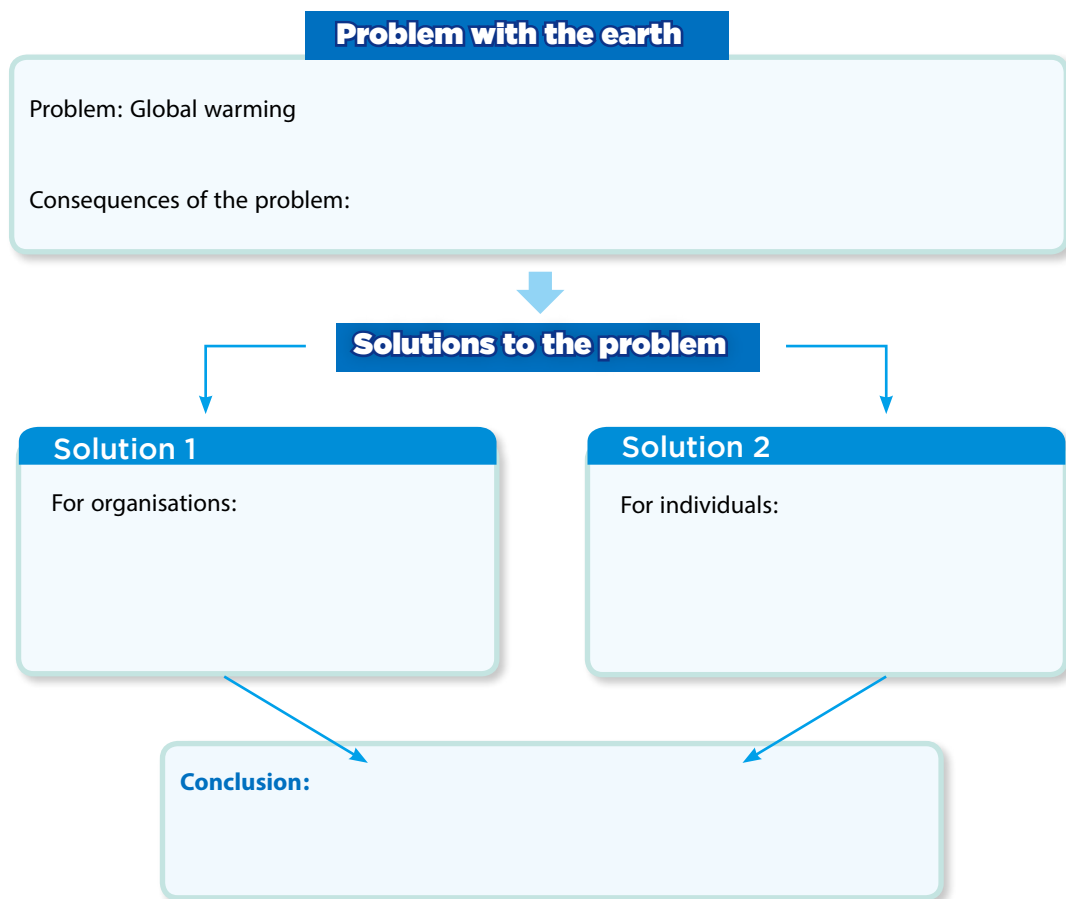 Problem with the earth
Problem: Global warming
Consequences of the problem:
Solutions to the problem
Solution 1
For organisations:
Solution 2
For individuals:
Conclusion: